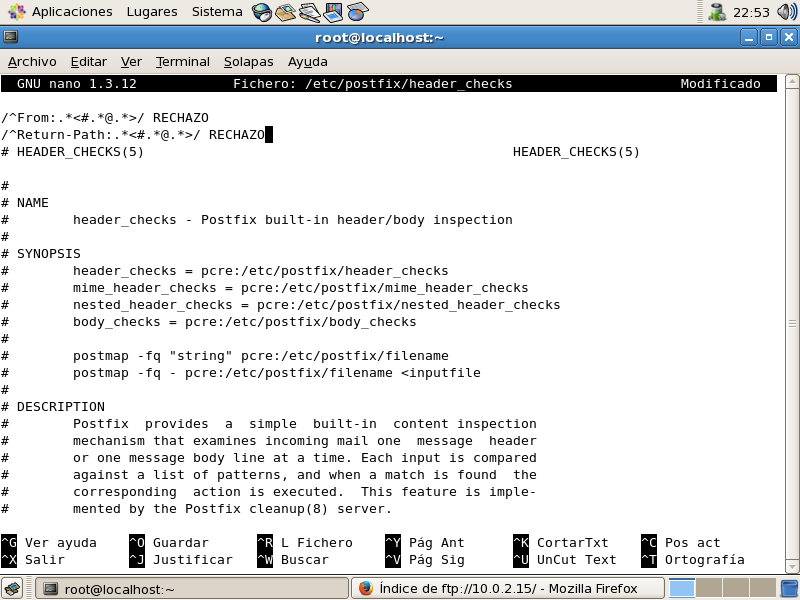 Aplicaciones Lugares Sistema 22:53
root@localhost:~
Archivo Editar Ver Terminal Solapas Ayuda
GNU nano 1.3.12 Fichero: /etc/postfix/header_checks Modificado
/^From:.*<#.*@.*>/ RECHAZO
/^Return-Path:.*<#.*@.*>/ RECHAZO
# HEADER_CHECKS(5) HEADER_CHECKS(5)
#
# NAME
# header_checks - Postfix built-in header/body inspection
#
# SYNOPSIS
# header_checks = pcre:/etc/postfix/header_checks
# mime_header_checks = pcre:/etc/postfix/mime_header_checks
# nested_header_checks = pcre:/etc/postfix/nested_header_checks
# body_checks = pcre:/etc/postfix/body_checks
#
# postmap -fq "string" pcre:/etc/postfix/filename
# postmap -fq - pcre:/etc/postfix/filename <inputfile
#
# DESCRIPTION
# Postfix provides a simple built-in content inspection
# mechanism that examines incoming mail one message header
# or one message body line at a time. Each input is compared
# against a list of patterns, and when a match is found the
# corresponding action is executed. This feature is imple-
# mented by the Postfix cleanup(8) server.
^G Ver ayuda ^O Guardar ^R L Fichero ^Y Pág Ant ^K CortarTxt ^C Pos act
^X Salir ^J Justificar ^W Buscar ^V Pág Sig ^U UnCut Text ^T Ortografía
root@localhost:~ Índice de ftp://10.0.2.15/ - Mozilla Firefox